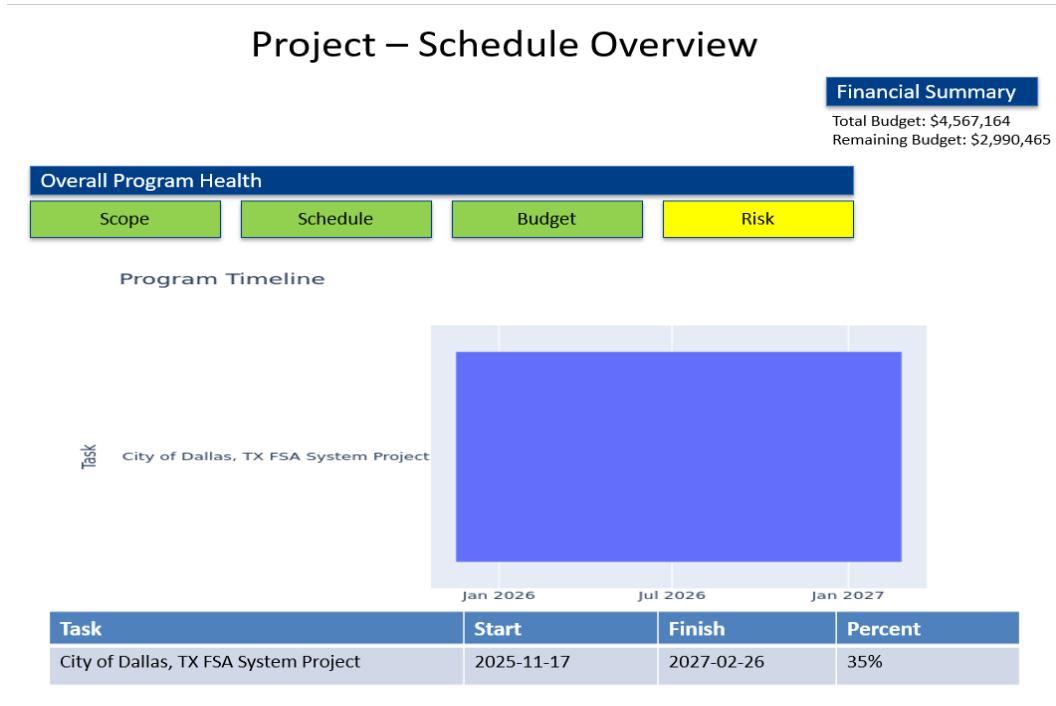 Project – Schedule Overview
Financial Summary
Total Budget: $4,567,164
Remaining Budget: $2,990,465
Overall Program Health
Scope Schedule Budget Risk
Program Timeline
Task
City of Dallas, TX FSA System Project
Jan 2026 Jul 2026 Jan 2027
Task Start Finish Percent
City of Dallas, TX FSA System Project 2025-11-17 2027-02-26 35%